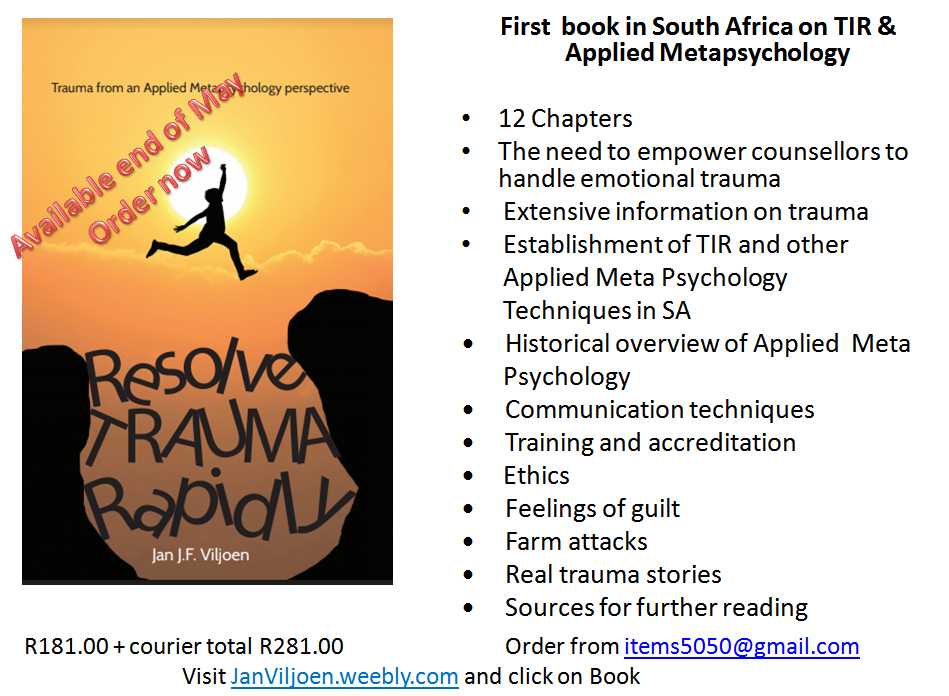 Trauma from an Applied Metapsychology perspective
Available end of May
Order now
Resolve
TRAUMA
Rapidly
Jan J.F. Viljoen
First  book in South Africa on TIR &
Applied Metapsychology
• 12 Chapters
• The need to empower counsellors to
handle emotional trauma
• Extensive information on trauma
• Establishment of TIR and other
Applied Meta Psychology
Techniques in SA
• Historical overview of Applied  Meta
Psychology
• Communication techniques
• Training and accreditation
• Ethics
• Feelings of guilt
• Farm attacks
• Real trauma stories
• Sources for further reading
R181.00 + courier total R281.00
Order from items5050@gmail.com
Visit JanViljoen.weebly.com and click on Book